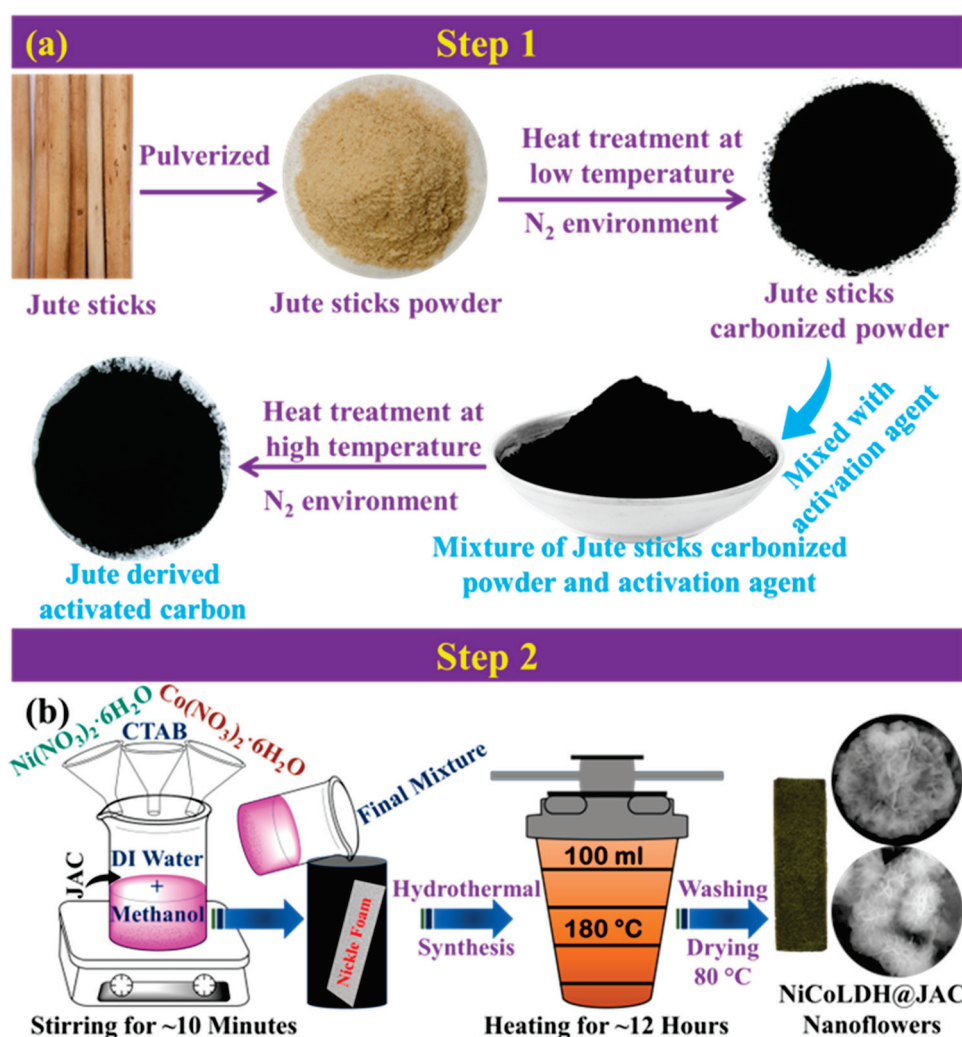 (a)
Step 1
Pulverized
Heat treatment at
low temperature
N₂ environment
Jute sticks
Jute sticks powder
Jute sticks
carbonized powder
Mixed with
activation agent
Heat treatment at
high temperature
N₂ environment
Mixture of Jute sticks carbonized
powder and activation agent
Jute derived
activated carbon
Step 2
(b)
Ni(NO₃)₂·6H₂O
CTAB
Co(NO₃)₂·6H₂O
JAC
DI Water
+
Methanol
Final Mixture
Nickle Foam
Stirring for ~10 Minutes
Hydrothermal
Synthesis
100 ml
180 °C
Heating for ~12 Hours
Washing
Drying
80 °C
NiCoLDH@JAC
Nanoflowers